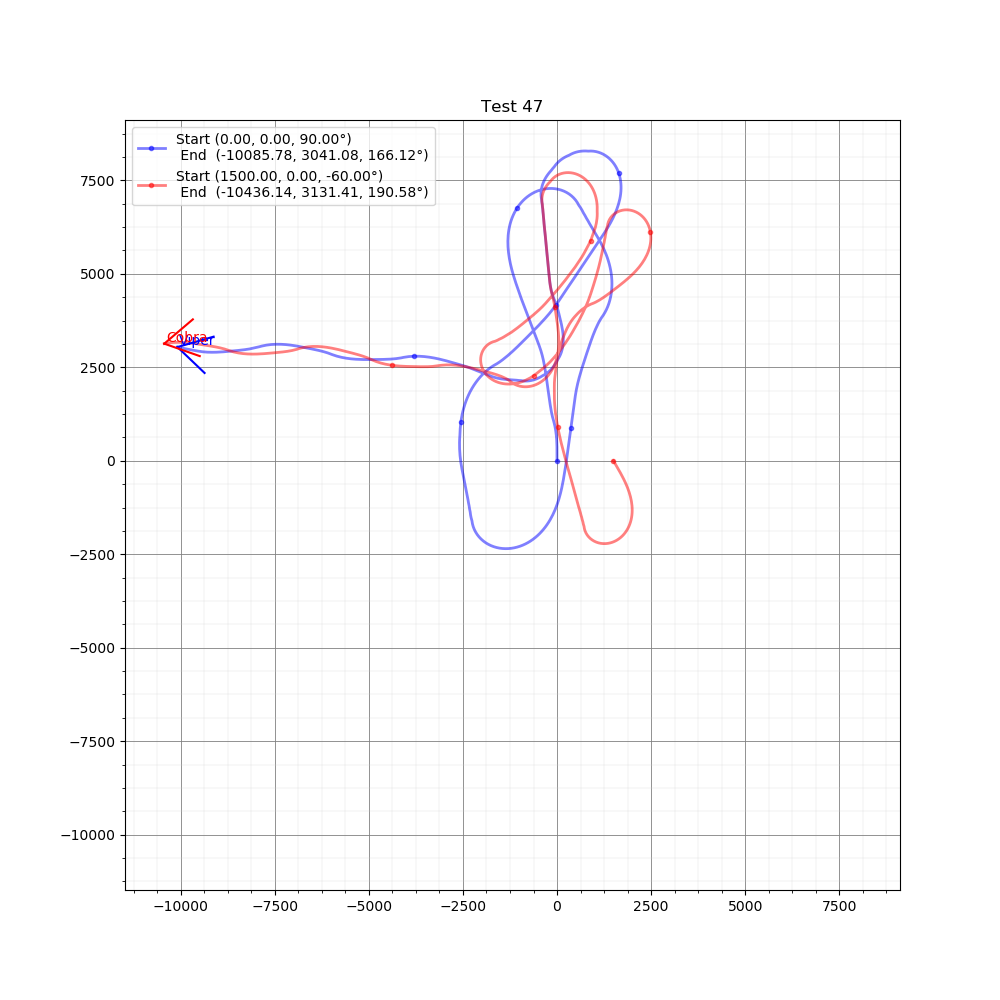 Test 47
Start (0.00, 0.00, 90.00°)
End  (-10085.78, 3041.08, 166.12°)
Start (1500.00, 0.00, -60.00°)
End  (-10436.14, 3131.41, 190.58°)
7500
5000
2500
0
−2500
−5000
−7500
−10000
Cobra
−10000 −7500 −5000 −2500 0 2500 5000 7500